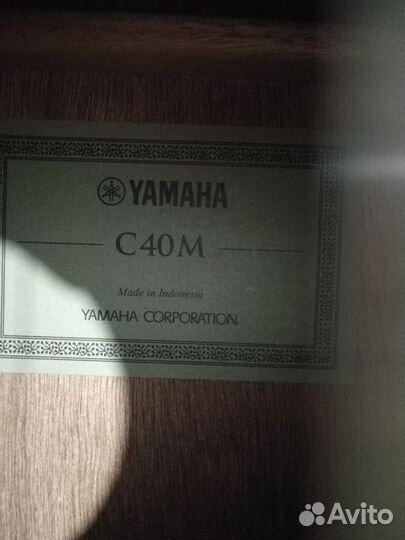 YAMAHA
C40M
Made in Indonesia
YAMAHA CORPORATION
Avito